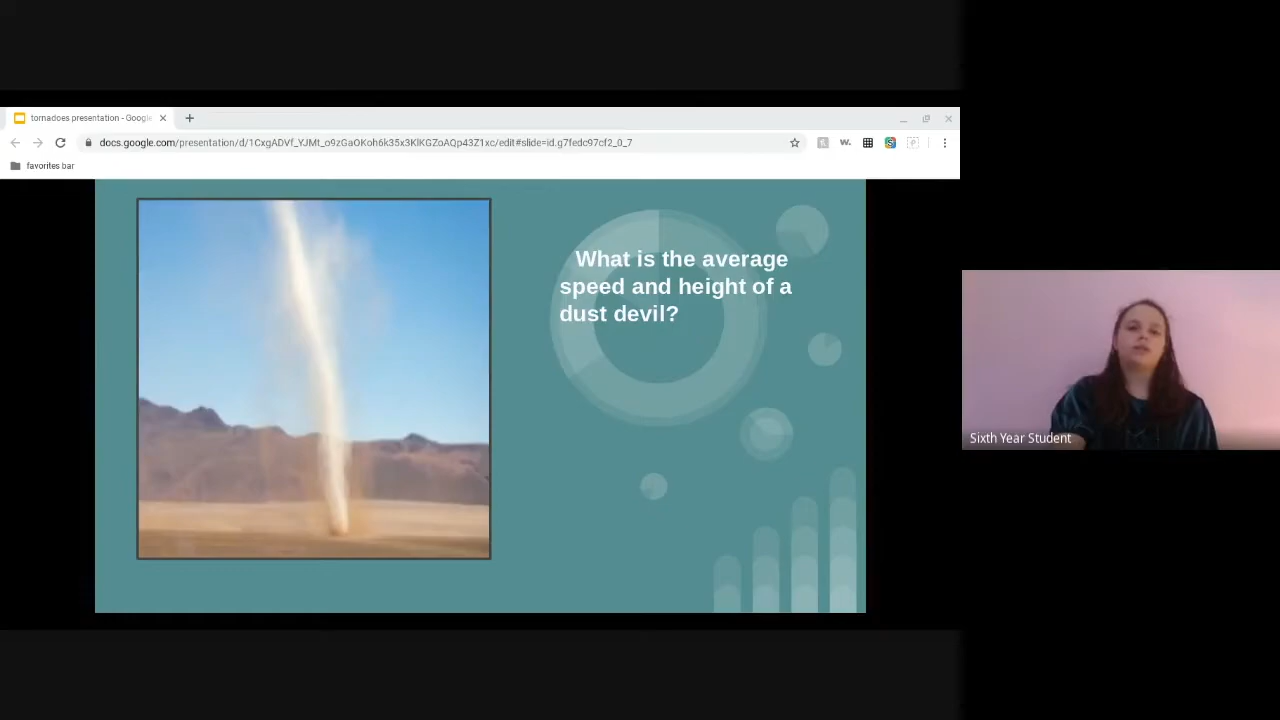 tornadoes presentation - Google
docs.google.com/presentation/d/1CxgADVf_YJMt_o9zGaOKoh6k35x3KlKGZoAQp43Z1xc/edit#slide=id.g7fedc97cf2_0_7
w.
favorites bar
What is the average
speed and height of a
dust devil?
Sixth Year Student